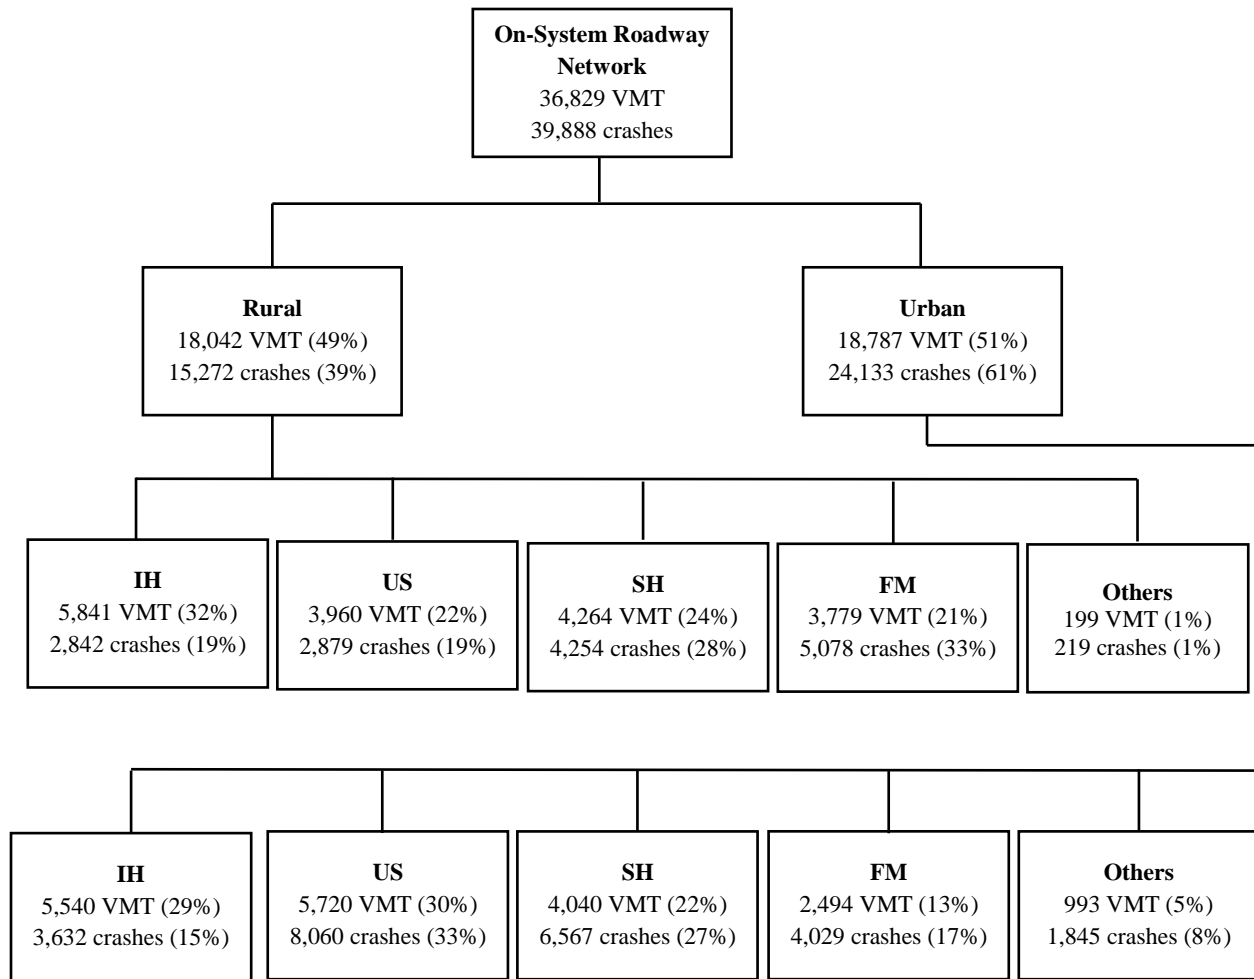 On-System Roadway
Network
36,829 VMT
39,888 crashes
Rural
18,042 VMT (49%)
15,272 crashes (39%)
Urban
18,787 VMT (51%)
24,133 crashes (61%)
IH
5,841 VMT (32%)
2,842 crashes (19%)
US
3,960 VMT (22%)
2,879 crashes (19%)
SH
4,264 VMT (24%)
4,254 crashes (28%)
FM
3,779 VMT (21%)
5,078 crashes (33%)
Others
199 VMT (1%)
219 crashes (1%)
IH
5,540 VMT (29%)
3,632 crashes (15%)
US
5,720 VMT (30%)
8,060 crashes (33%)
SH
4,040 VMT (22%)
6,567 crashes (27%)
FM
2,494 VMT (13%)
4,029 crashes (17%)
Others
993 VMT (5%)
1,845 crashes (8%)